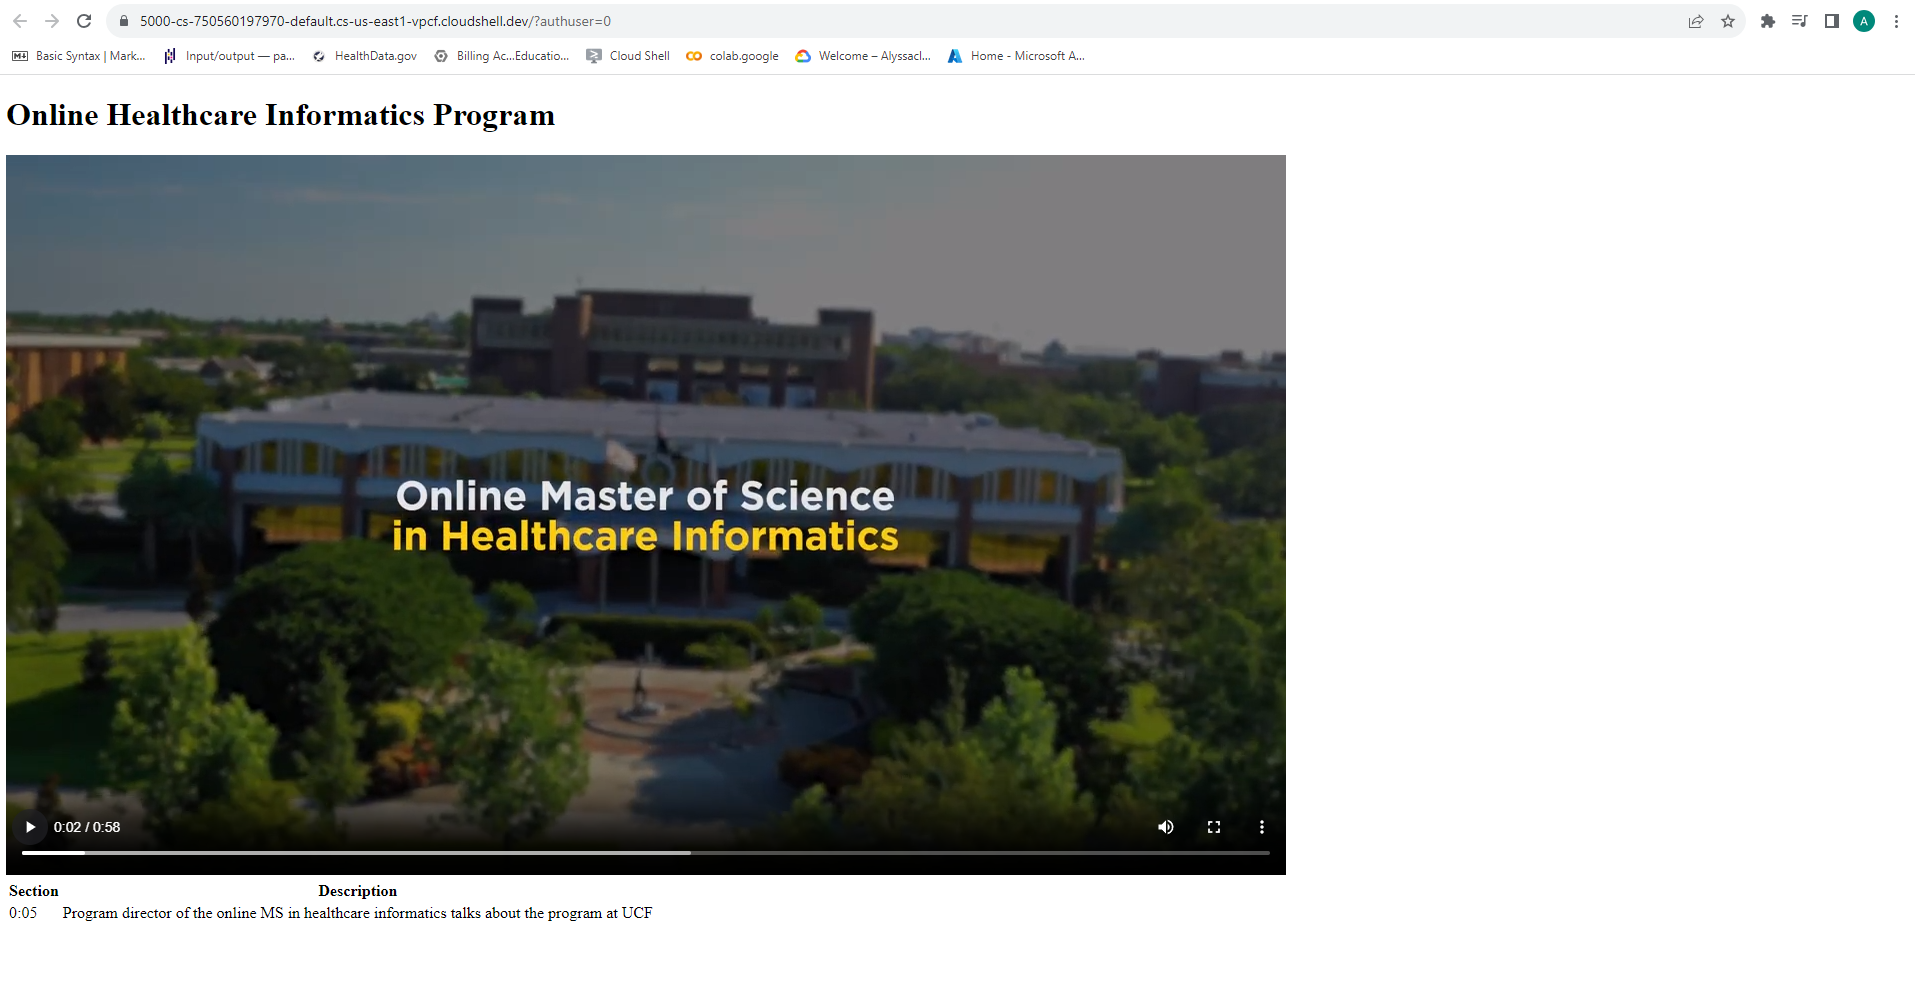 5000-cs-750560197970-default.cs-us-east1-vpcf.cloudshell.dev/?authuser=0
A
Basic Syntax | Mark... Input/output — pa... HealthData.gov Billing Ac...Educatio... Cloud Shell colab.google Welcome – Alyssacl... Home - Microsoft A...
Online Healthcare Informatics Program
Online Master of Science
in Healthcare Informatics
0:02 / 0:58
Section Description
0:05 Program director of the online MS in healthcare informatics talks about the program at UCF